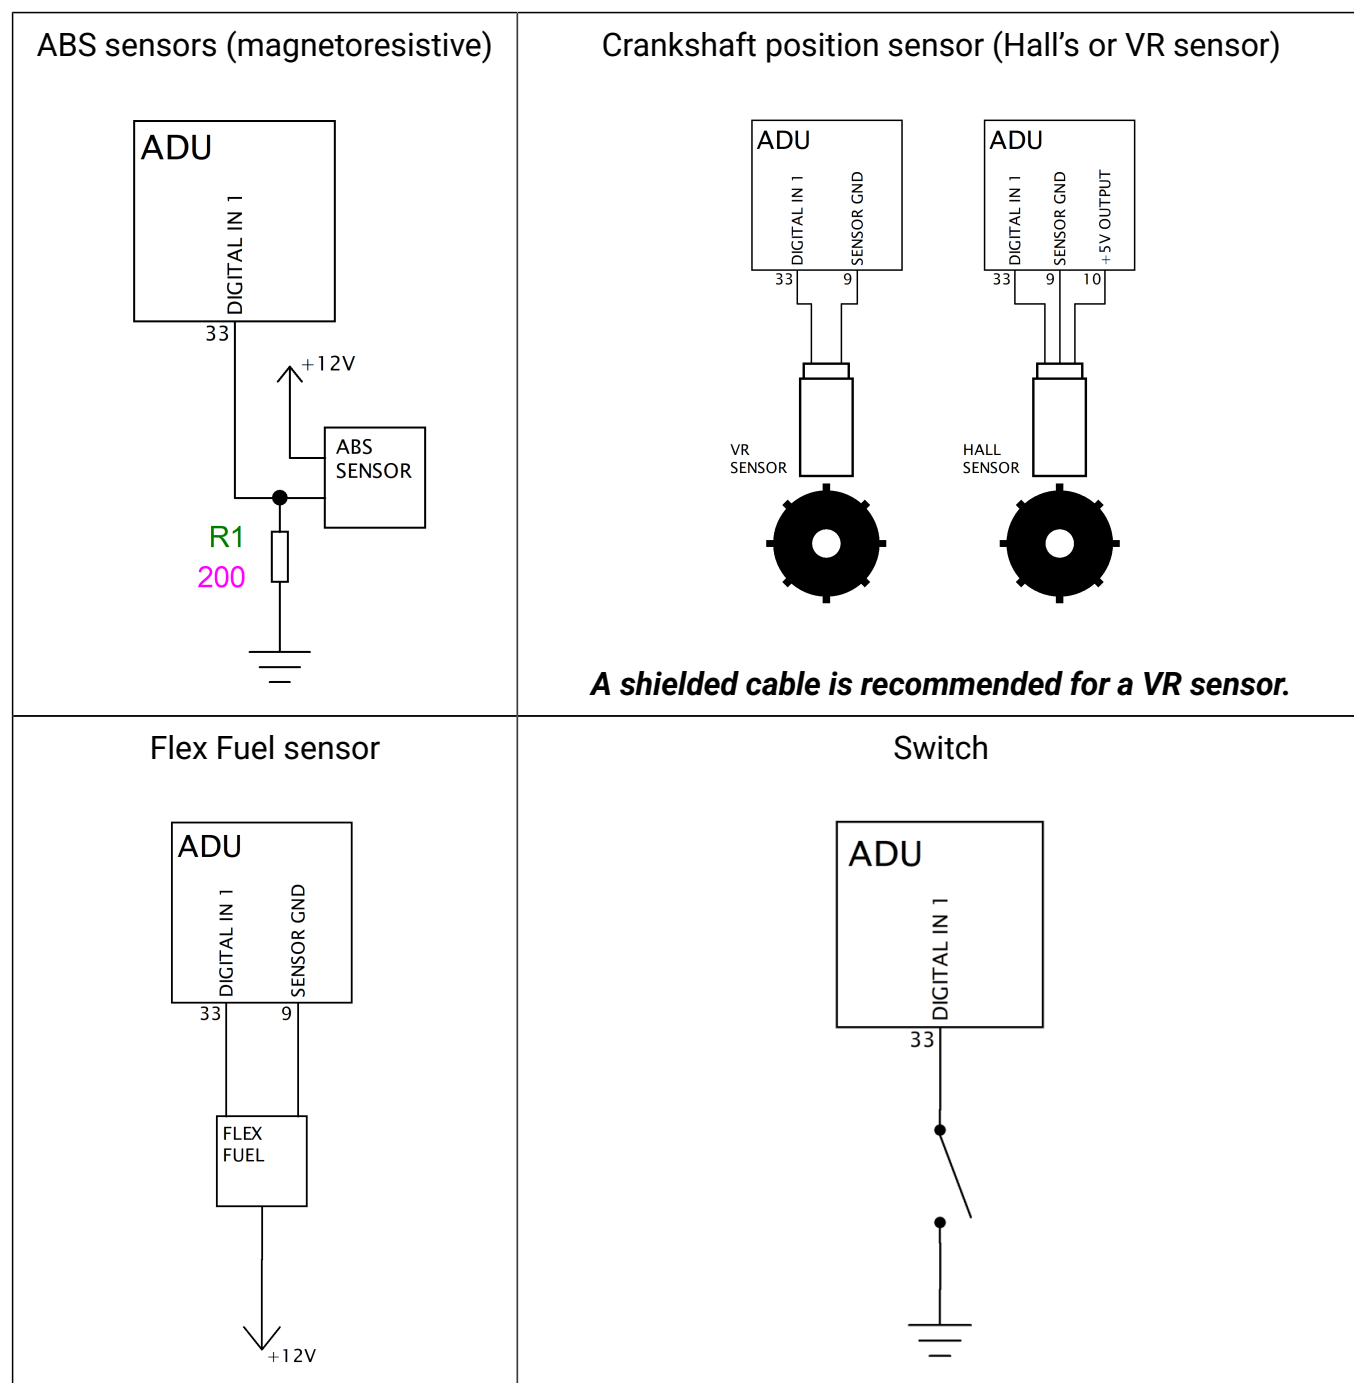 ABS sensors (magnetoresistive)
ADU
DIGITAL IN 1
33
+12V
ABS
SENSOR
R1
200
Crankshaft position sensor (Hall's or VR sensor)
ADU
DIGITAL IN 1
SENSOR GND
33
9
VR
SENSOR
ADU
DIGITAL IN 1
SENSOR GND
+5V OUTPUT
33
9
10
HALL
SENSOR
A shielded cable is recommended for a VR sensor.
Flex Fuel sensor
ADU
DIGITAL IN 1
SENSOR GND
33
9
FLEX
FUEL
+12V
Switch
ADU
DIGITAL IN 1
33